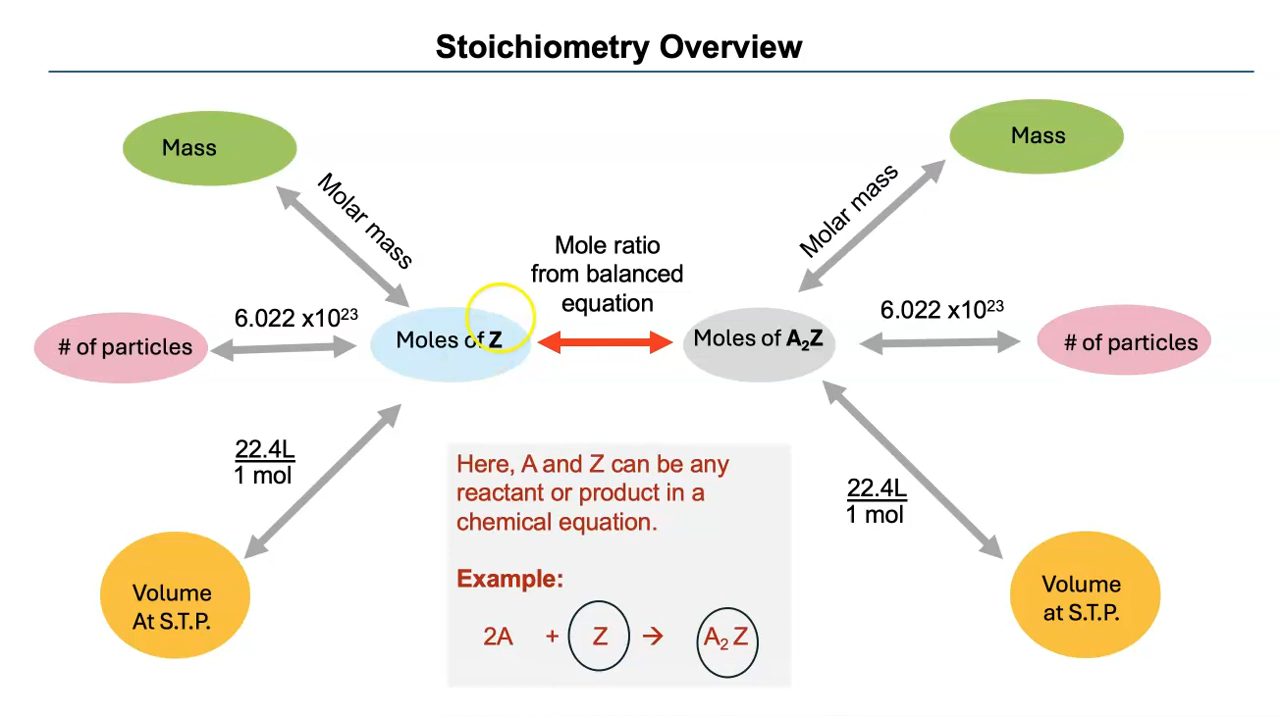 Stoichiometry Overview
Mass
Molar mass
# of particles
6.022 x10²³
Moles of Z
22.4L
1 mol
Volume
At S.T.P.
Mole ratio
from balanced
equation
Mass
Molar mass
Moles of A₂Z
6.022 x10²³
# of particles
22.4L
1 mol
Volume
at S.T.P.
Here, A and Z can be any
reactant or product in a
chemical equation.
Example:
2A + Z → A₂ Z